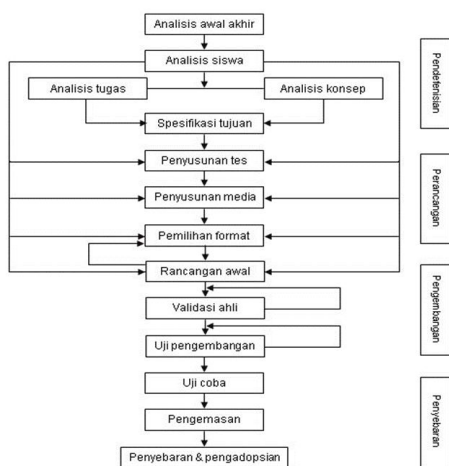 Analisis awal akhir
Analisis siswa
Analisis tugas
Analisis konsep
Spesifikasi tujuan
Penyusunan tes
Penyusunan media
Pemilihan format
Rancangan awal
Validasi ahli
Uji pengembangan
Uji coba
Pengemasan
Penyebaran & pengadopsian
Pendefenisian
Perancangan
Pengembangan
Penyebaran